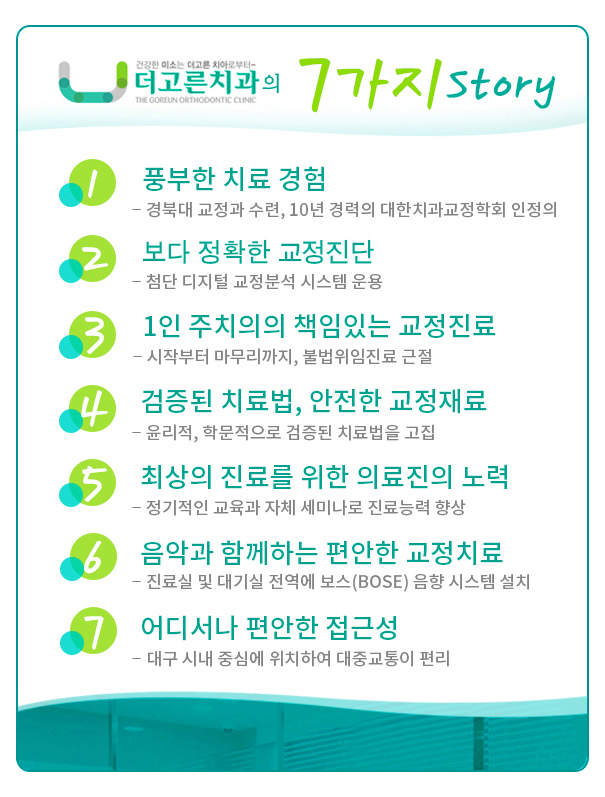 건강한 미소는 더고른 치아로부터~
더고른치과의 7가지 Story
THE GOREUN ORTHODONTIC CLINIC
1 풍부한 치료 경험
– 경북대 교정과 수련, 10년 경력의 대한치과교정학회 인정의
2 보다 정확한 교정진단
– 첨단 디지털 교정분석 시스템 운용
3 1인 주치의의 책임있는 교정진료
– 시작부터 마무리까지, 불법위임진료 근절
4 검증된 치료법, 안전한 교정재료
– 윤리적, 학문적으로 검증된 치료법을 고집
5 최상의 진료를 위한 의료진의 노력
– 정기적인 교육과 자체 세미나로 진료능력 향상
6 음악과 함께하는 편안한 교정치료
– 진료실 및 대기실 전역에 보스(BOSE) 음향 시스템 설치
7 어디서나 편안한 접근성
– 대구 시내 중심에 위치하여 대중교통이 편리